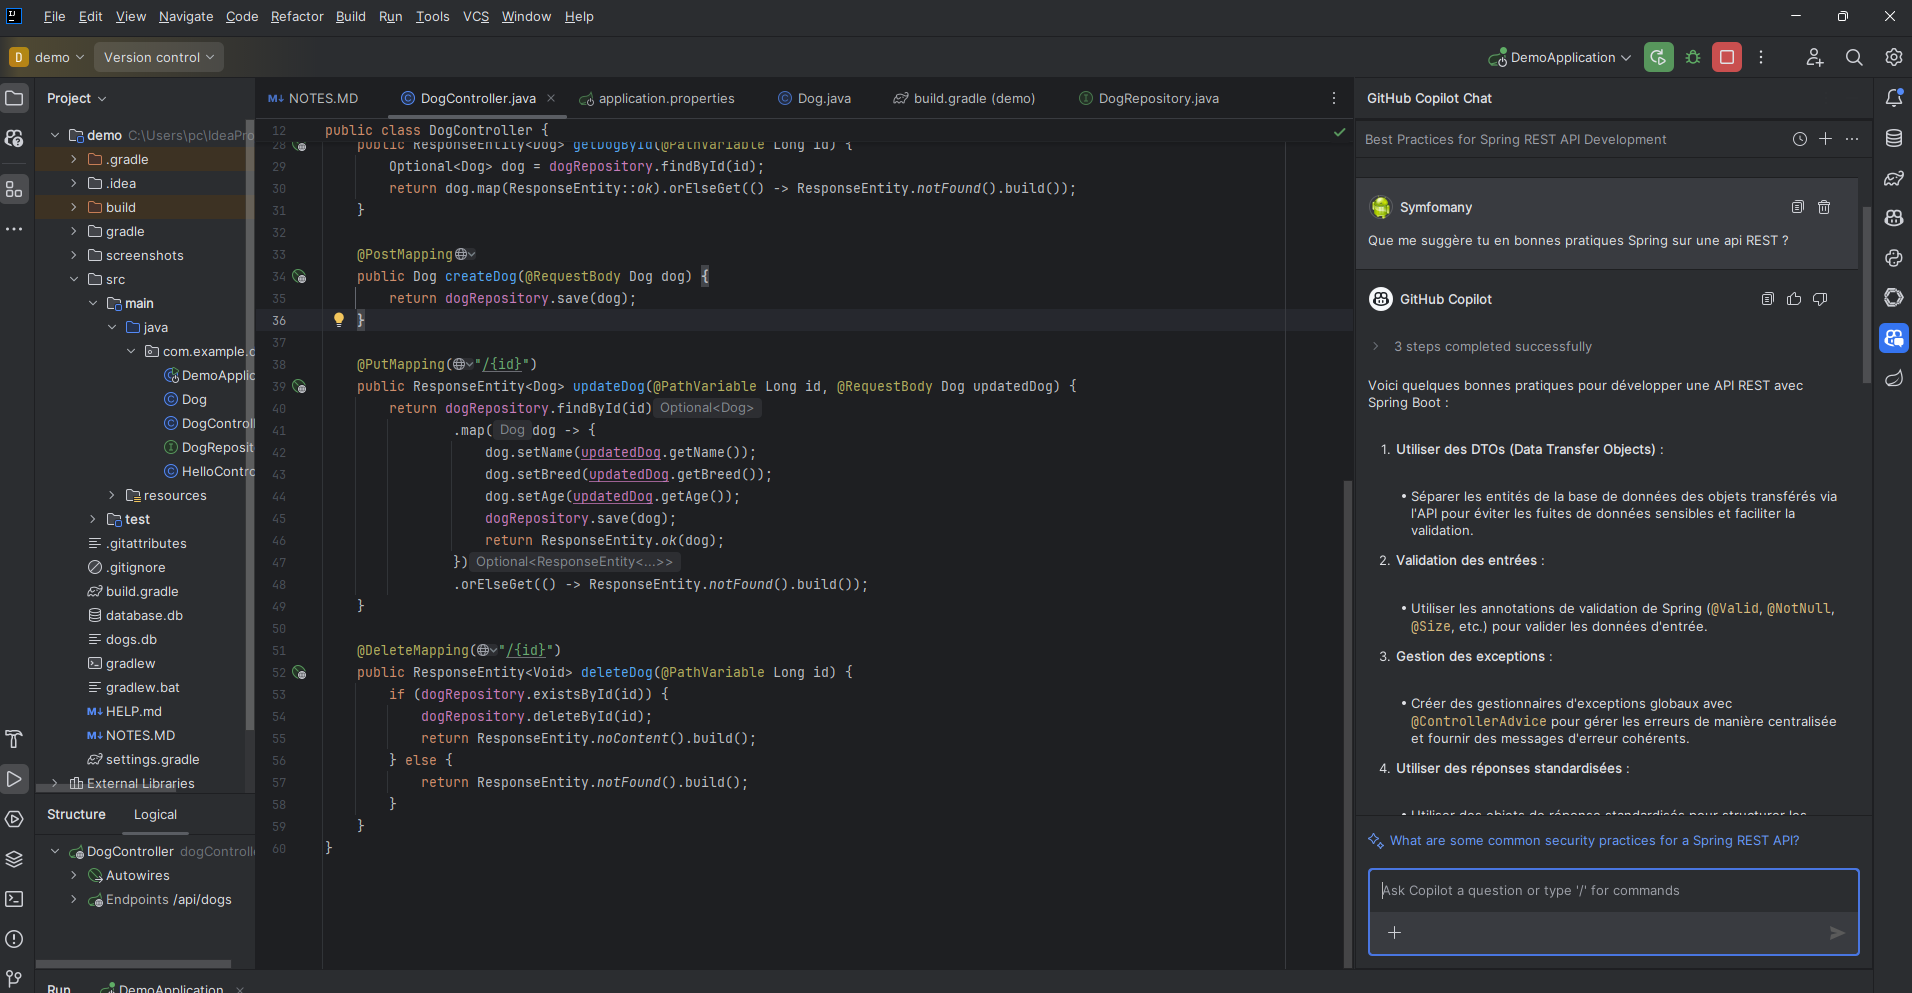 File Edit View Navigate Code Refactor Build Run Tools VCS Window Help
D demo Version control DemoApplication
Project
demo C:\Users\pc\IdeaPro
.gradle
.idea
build
gradle
screenshots
src
main
java
com.example.d
DemoApplic
Dog
DogControll
DogReposit
HelloContro
resources
test
.gitattributes
.gitignore
build.gradle
database.db
dogs.db
gradlew
gradlew.bat
HELP.md
NOTES.MD
settings.gradle
External Libraries
Structure Logical
DogController dogControlle
Autowires
Endpoints /api/dogs
Run DemoApplication
NOTES.MD DogController.java application.properties Dog.java build.gradle (demo) DogRepository.java
12 public class DogController {
28 public ResponseEntity<Dog> getDogById(@PathVariable Long id) {
29 Optional<Dog> dog = dogRepository.findById(id);
30 return dog.map(ResponseEntity::ok).orElseGet(() -> ResponseEntity.notFound().build());
31 }
32
33 @PostMapping
34 public Dog createDog(@RequestBody Dog dog) {
35 return dogRepository.save(dog);
36 }
37
38 @PutMapping("/{id}")
39 public ResponseEntity<Dog> updateDog(@PathVariable Long id, @RequestBody Dog updatedDog) {
40 return dogRepository.findById(id) Optional<Dog>
41 .map( Dog dog -> {
42 dog.setName(updatedDog.getName());
43 dog.setBreed(updatedDog.getBreed());
44 dog.setAge(updatedDog.getAge());
45 dogRepository.save(dog);
46 return ResponseEntity.ok(dog);
47 }) Optional<ResponseEntity<...>>
48 .orElseGet(() -> ResponseEntity.notFound().build());
49 }
50
51 @DeleteMapping("/{id}")
52 public ResponseEntity<Void> deleteDog(@PathVariable Long id) {
53 if (dogRepository.existsById(id)) {
54 dogRepository.deleteById(id);
55 return ResponseEntity.noContent().build();
56 } else {
57 return ResponseEntity.notFound().build();
58 }
59 }
60 }
GitHub Copilot Chat
Best Practices for Spring REST API Development
Symfomany
Que me suggère tu en bonnes pratiques Spring sur une api REST ?
GitHub Copilot
3 steps completed successfully
Voici quelques bonnes pratiques pour développer une API REST avec
Spring Boot :
1. Utiliser des DTOs (Data Transfer Objects) :
• Séparer les entités de la base de données des objets transférés via
l'API pour éviter les fuites de données sensibles et faciliter la
validation.
2. Validation des entrées :
• Utiliser les annotations de validation de Spring (@Valid, @NotNull,
@Size, etc.) pour valider les données d'entrée.
3. Gestion des exceptions :
• Créer des gestionnaires d'exceptions globaux avec
@ControllerAdvice pour gérer les erreurs de manière centralisée
et fournir des messages d'erreur cohérents.
4. Utiliser des réponses standardisées :
• Utiliser des objets de réponse standardisé pour structurer les
What are some common security practices for a Spring REST API?
Ask Copilot a question or type '/' for commands